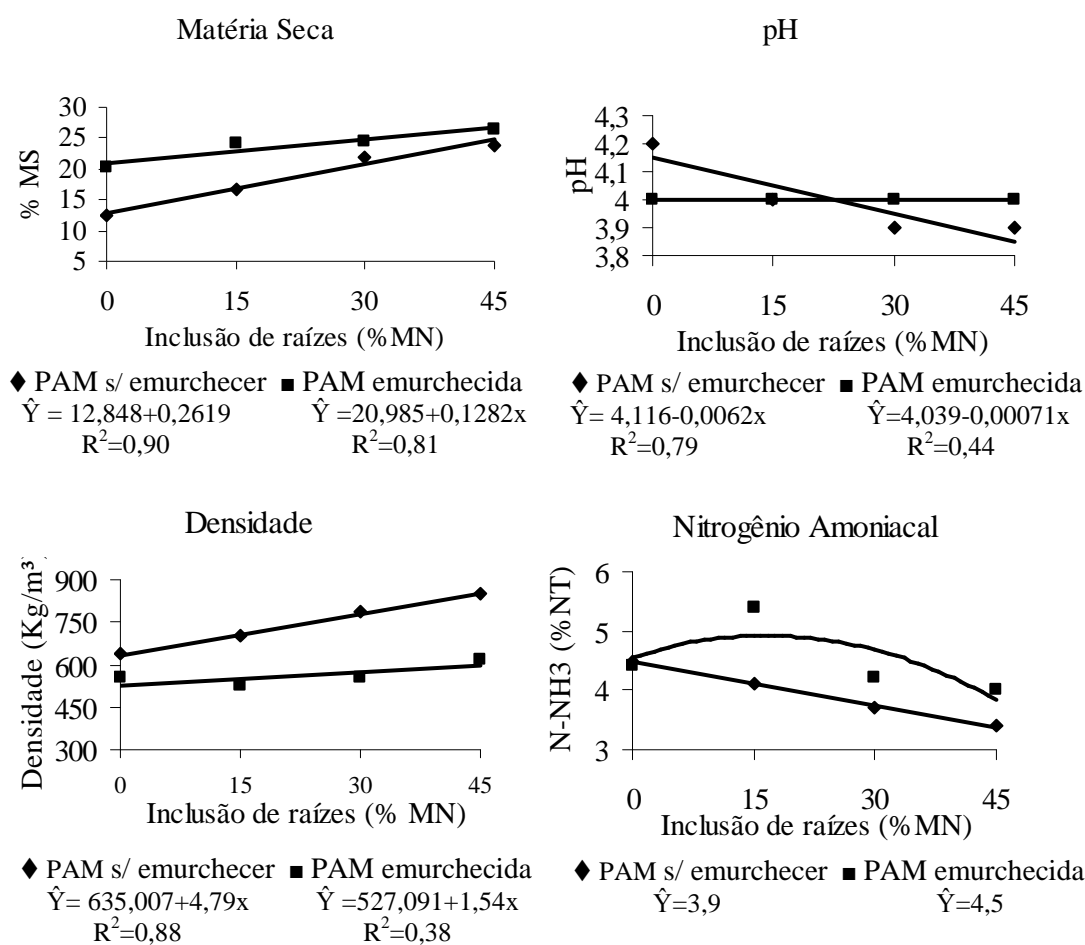 Matéria Seca
% MS
30
25
20
15
10
5
0 15 30 45
Inclusão de raízes (%MN)
◆ PAM s/ emurchecer ■ PAM emurchecida
Ŷ = 12,848+0,2619 Ŷ =20,985+0,1282x
R²=0,90 R²=0,81
pH
pH
4,3
4,2
4,1
4
3,9
3,8
0 15 30 45
Inclusão de raízes (%MN)
◆ PAM s/ emurchecer ■ PAM emurchecida
Ŷ= 4,116-0,0062x Ŷ=4,039-0,00071x
R²=0,79 R²=0,44
Densidade
Densidade (Kg/m³)
900
750
600
450
300
0 15 30 45
Inclusão de raízes (% MN)
◆ PAM s/ emurchecer ■ PAM emurchecida
Ŷ= 635,007+4,79x Ŷ =527,091+1,54x
R²=0,88 R²=0,38
Nitrogênio Amoniacal
N-NH3 (%NT)
6
5
4
3
0 15 30 45
Inclusão de raízes (%MN)
◆ PAM s/ emurchecer ■ PAM emurchecida
Ŷ=3,9 Ŷ=4,5